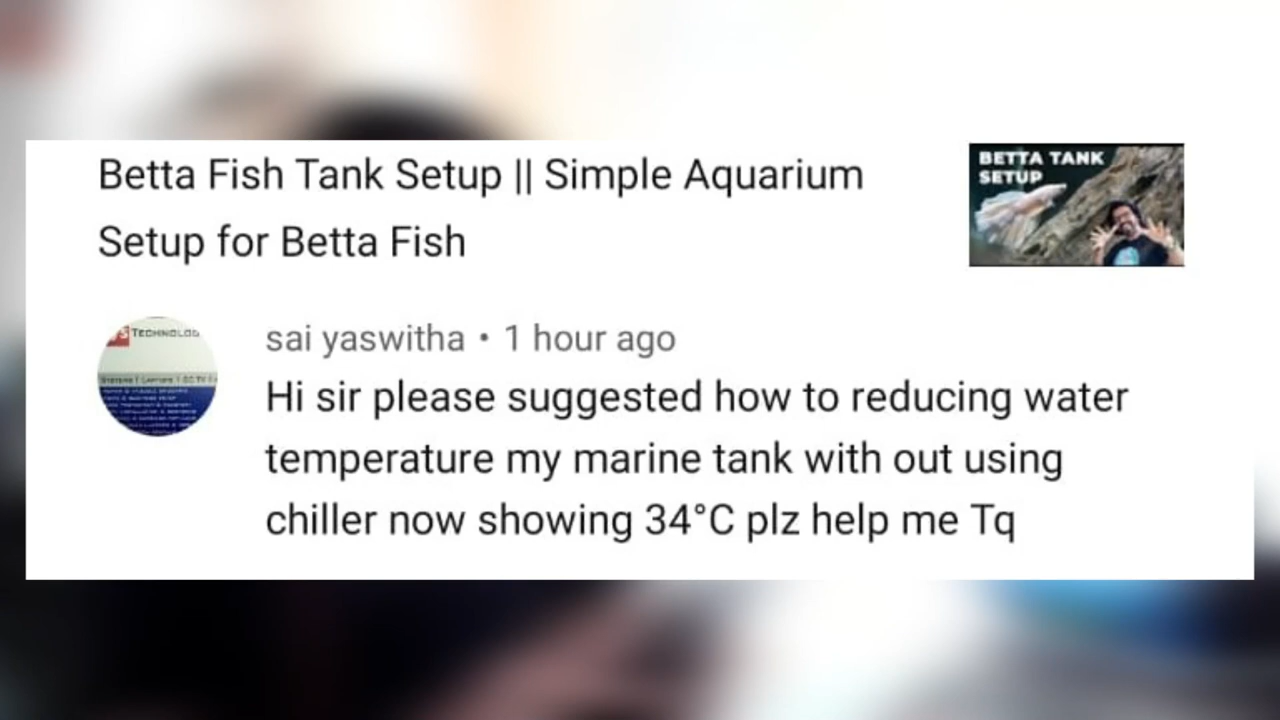 Betta Fish Tank Setup || Simple Aquarium
Setup for Betta Fish
BETTA TANK
SETUP
TECHNOLOG
sai yaswitha • 1 hour ago
Hi sir please suggested how to reducing water
temperature my marine tank with out using
chiller now showing 34°C plz help me Tq